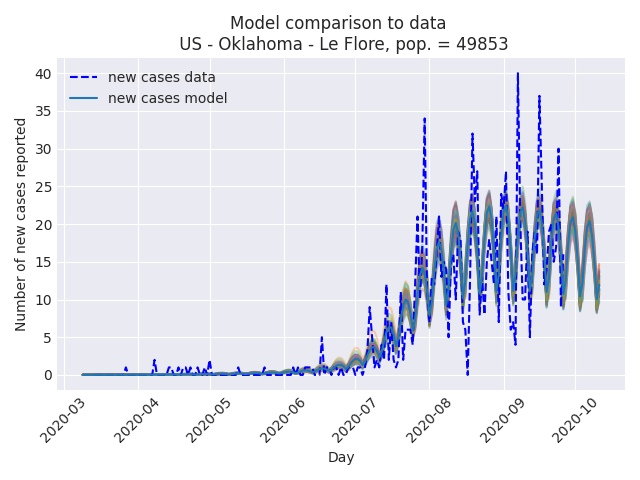 Model comparison to data
US - Oklahoma - Le Flore, pop. = 49853
new cases data
new cases model
Number of new cases reported
40
35
30
25
20
15
10
5
0
2020-03
2020-04
2020-05
2020-06
2020-07
2020-08
2020-09
2020-10
Day